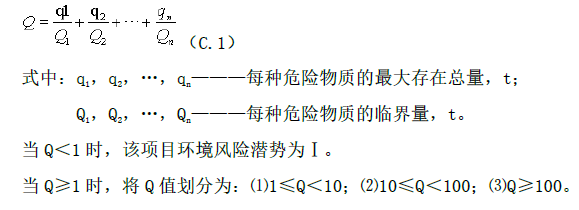 Q = q1/Q₁ + q₂/Q₂ + ··· + qₙ/Qₙ （C.1）
式中：q₁，q₂，…，qₙ———每种危险物质的最大存在总量，t；
Q₁，Q₂，…，Qₙ———每种危险物质的临界量，t。
当Q＜1时，该项目环境风险潜势为Ⅰ。
当Q≥1时，将Q值划分为：⑴1≤Q＜10；⑵10≤Q＜100；⑶Q≥100。